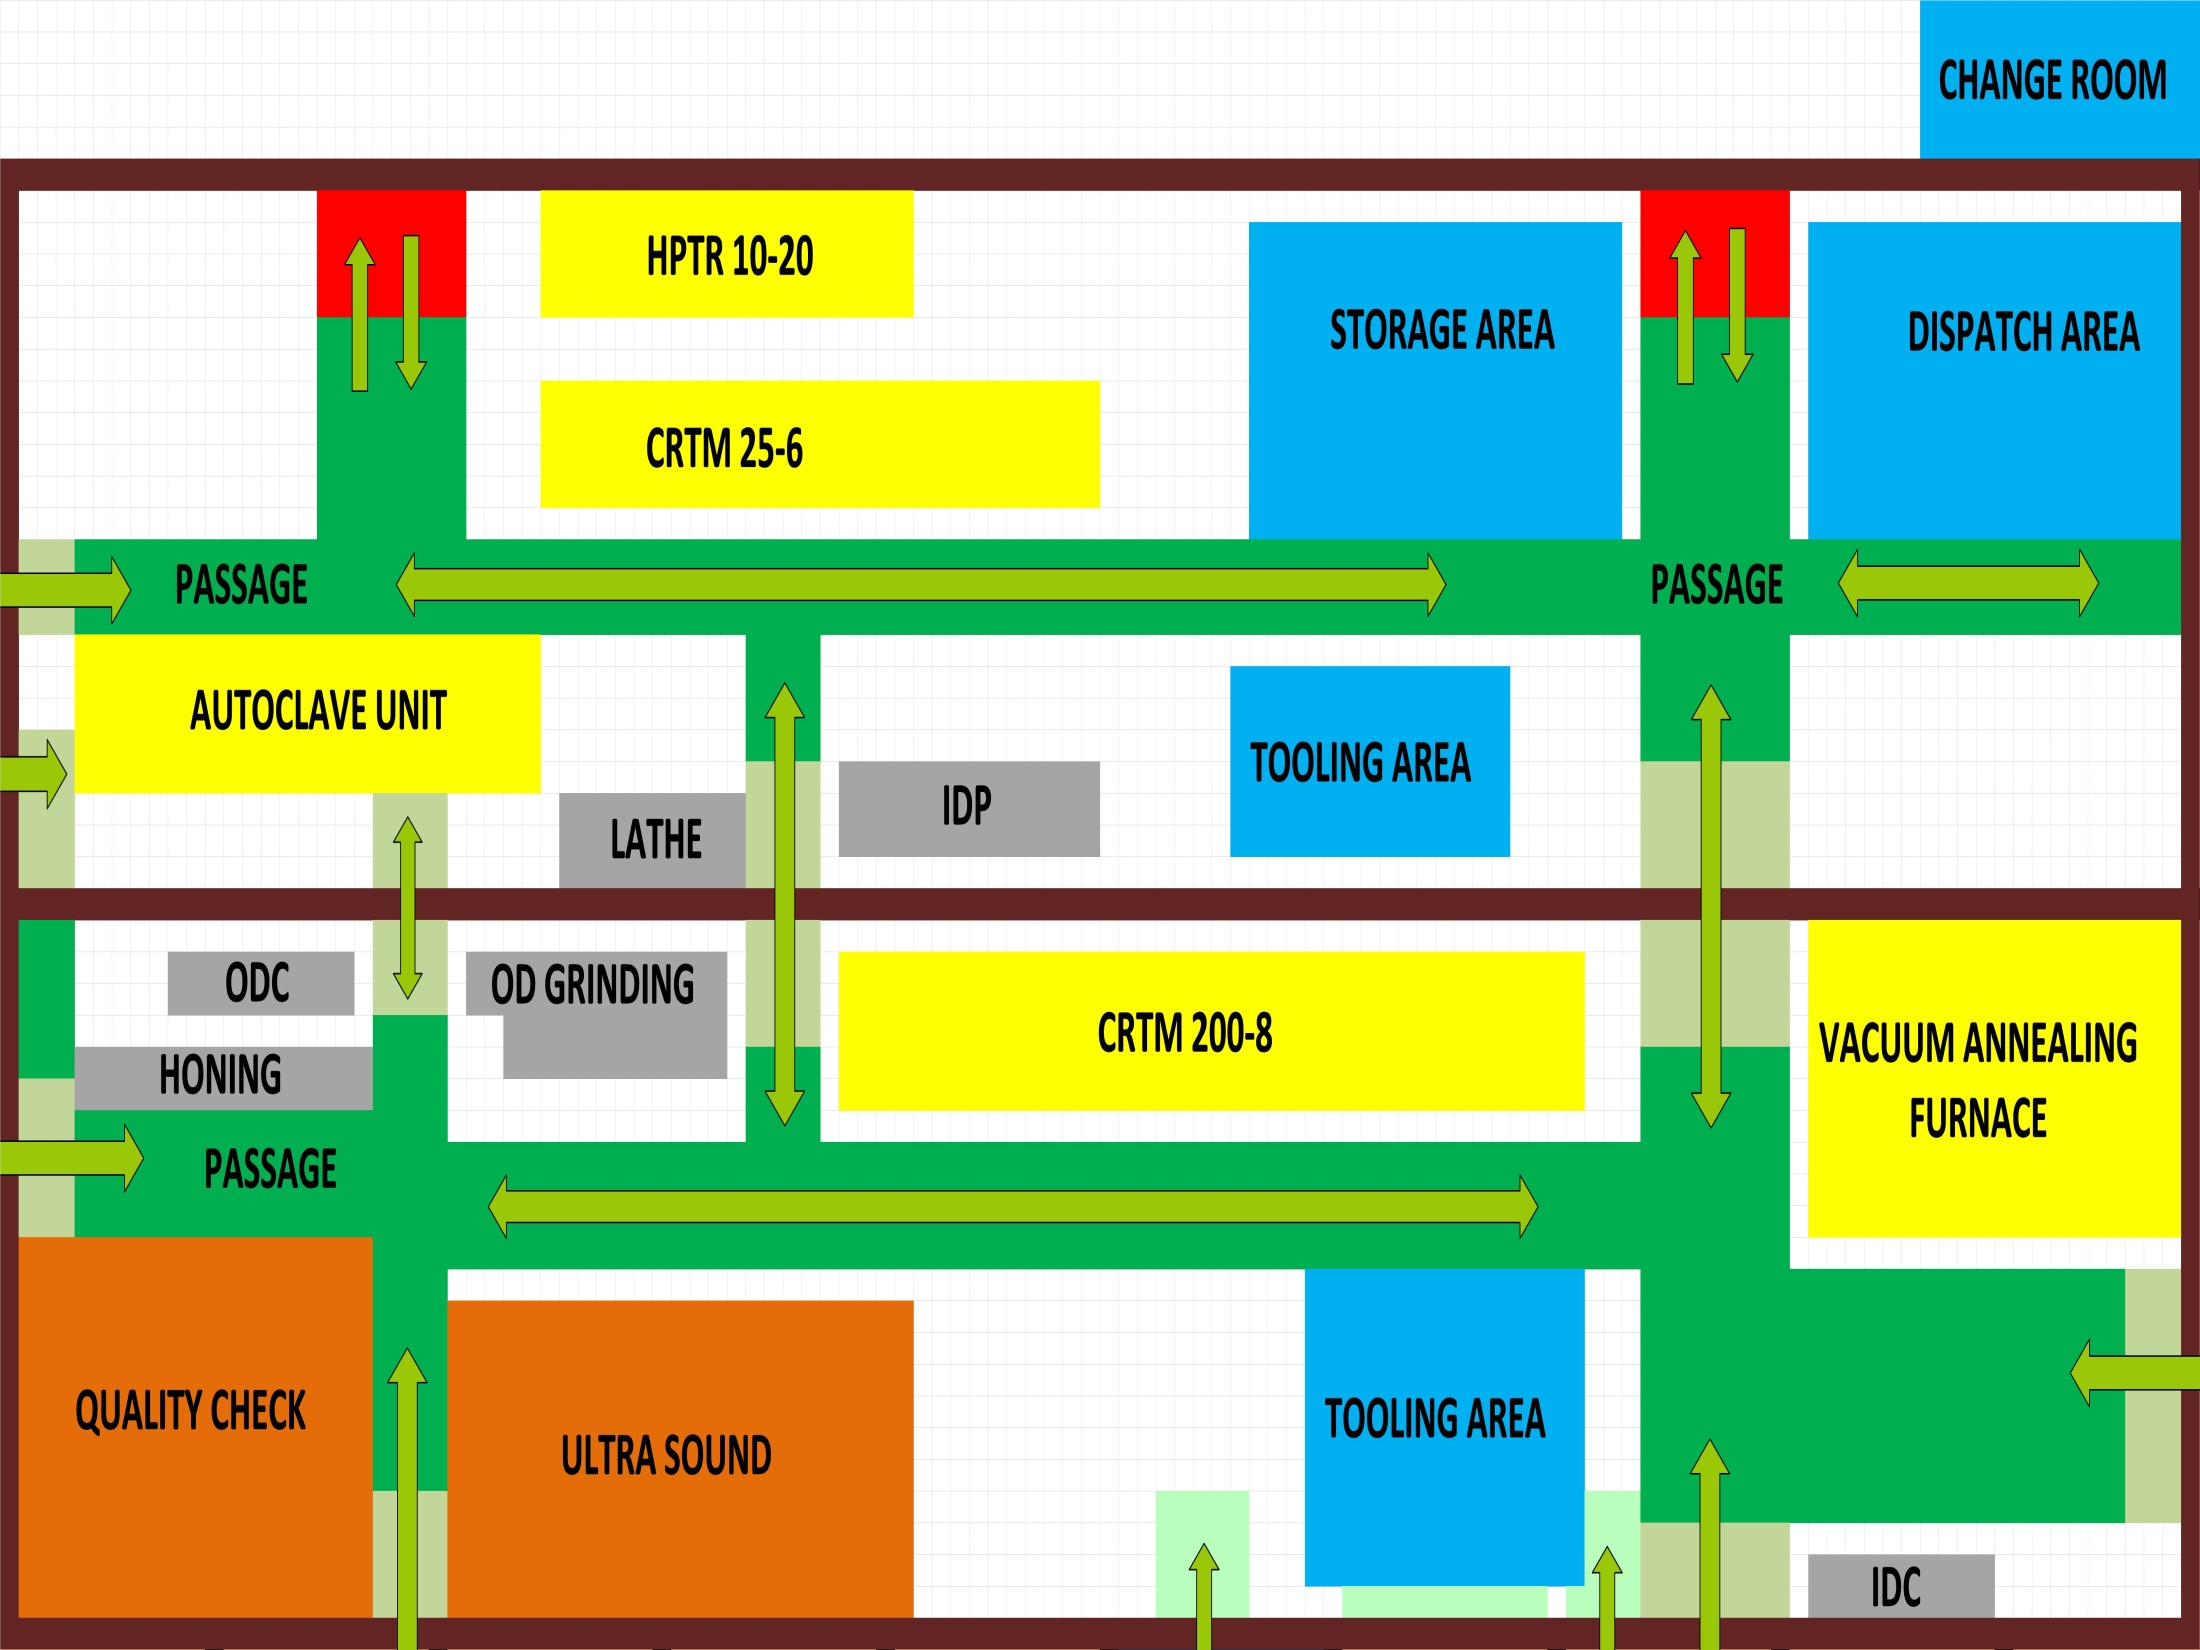 CHANGE ROOM
HPTR 10-20
STORAGE AREA
DISPATCH AREA
CRTM 25-6
PASSAGE
PASSAGE
AUTOCLAVE UNIT
TOOLING AREA
IDP
LATHE
ODC
OD GRINDING
CRTM 200-8
VACUUM ANNEALING
FURNACE
HONING
PASSAGE
QUALITY CHECK
ULTRA SOUND
TOOLING AREA
IDC